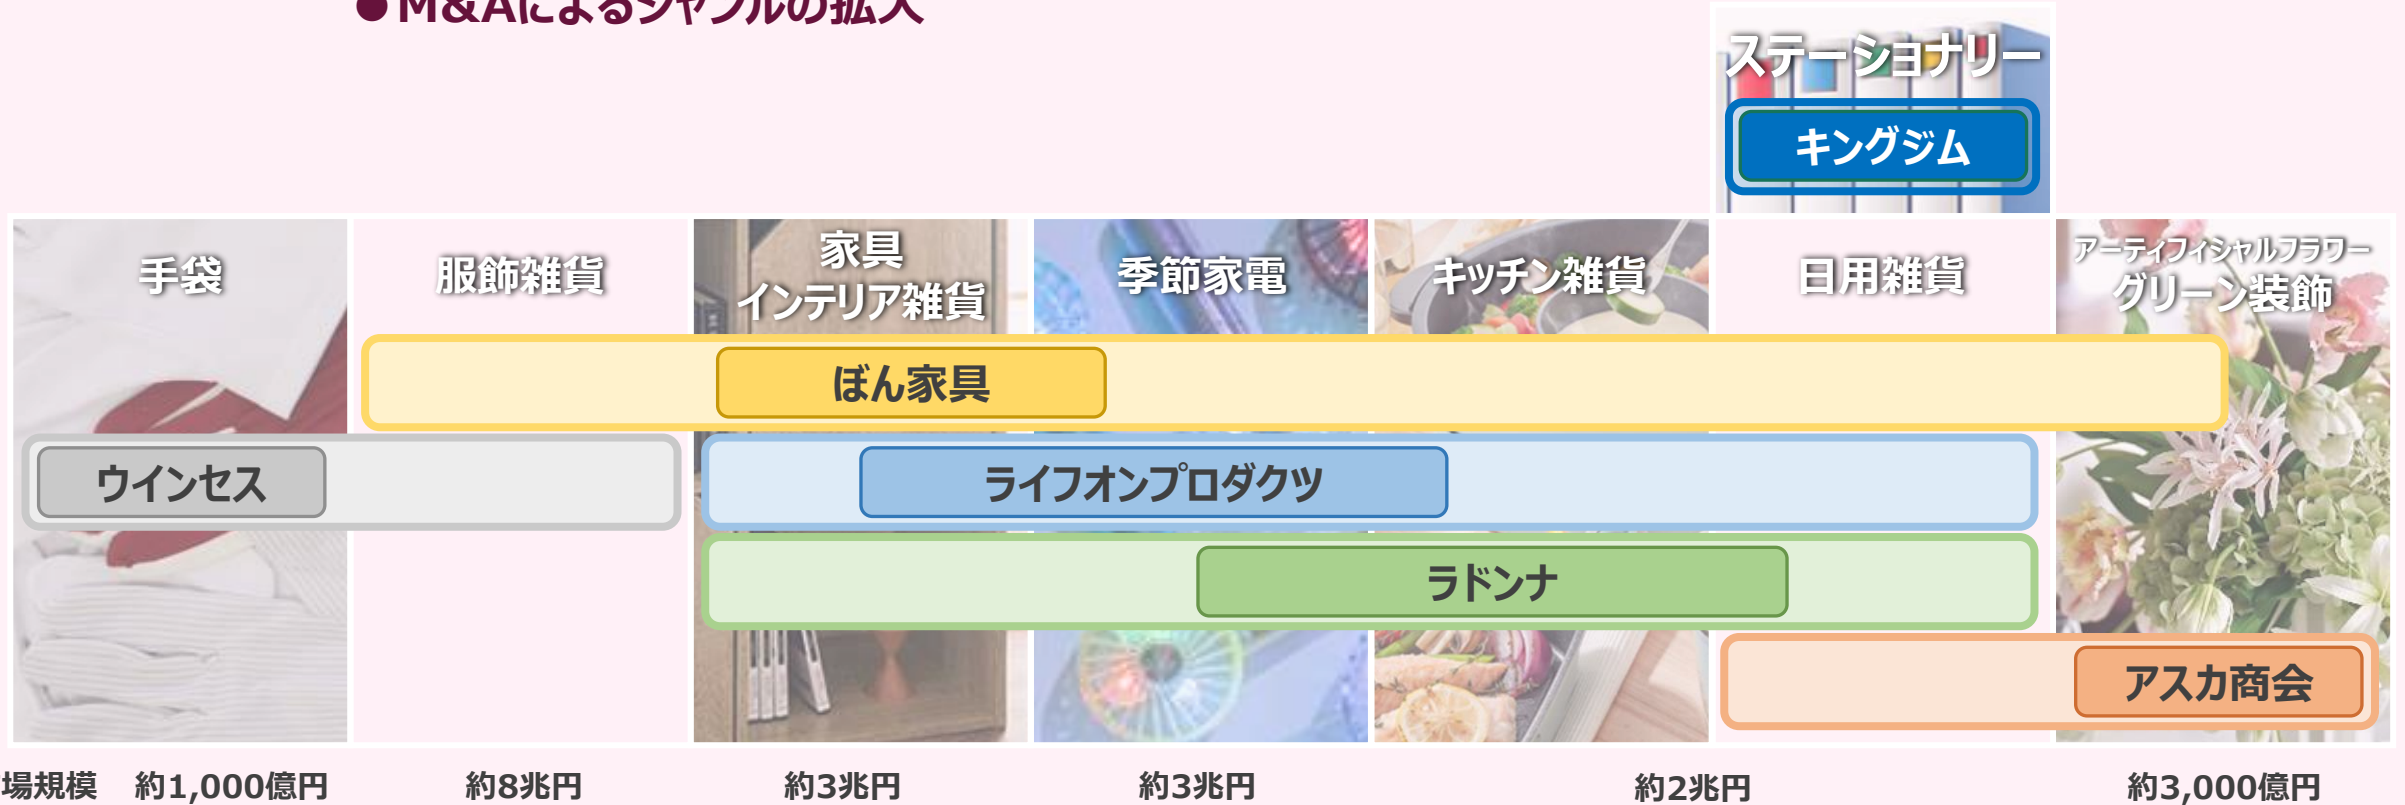 ●M&Aによるジャンルの拡大
ステーショナリー
キングジム
手袋
服飾雑貨
家具
インテリア雑貨
季節家電
キッチン雑貨
日用雑貨
アーティフィシャルフラワー
グリーン装飾
ぼん家具
ウインセス
ライフオンプロダクツ
ラドンナ
アスカ商会
場規模 約1,000億円 約8兆円 約3兆円 約3兆円 約2兆円 約3,000億円